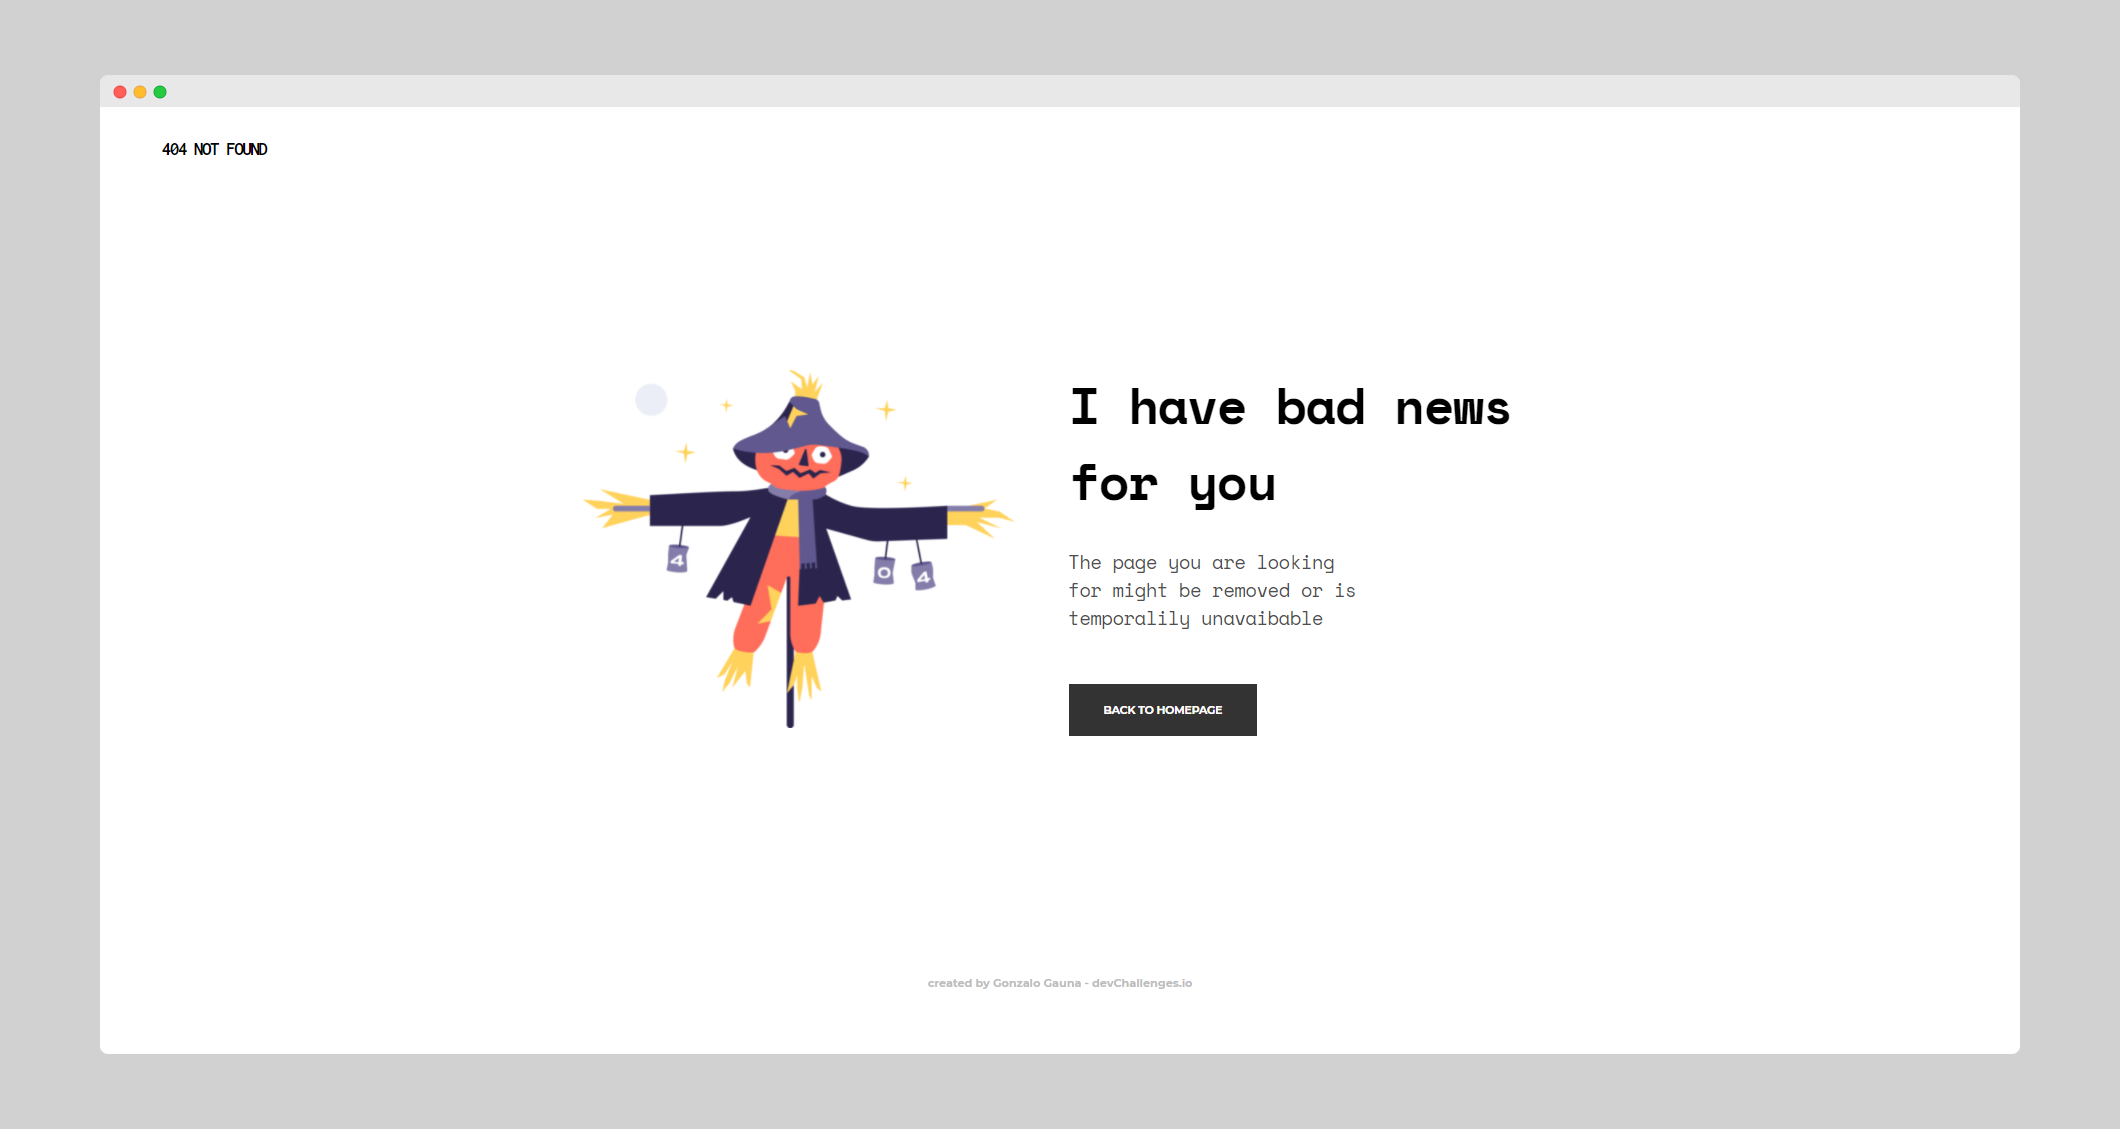 404 NOT FOUND
I have bad news
for you
4
0
4
The page you are looking
for might be removed or is
temporalily unavaibable
BACK TO HOMEPAGE
created by Gonzalo Gauna - devChallenges.io